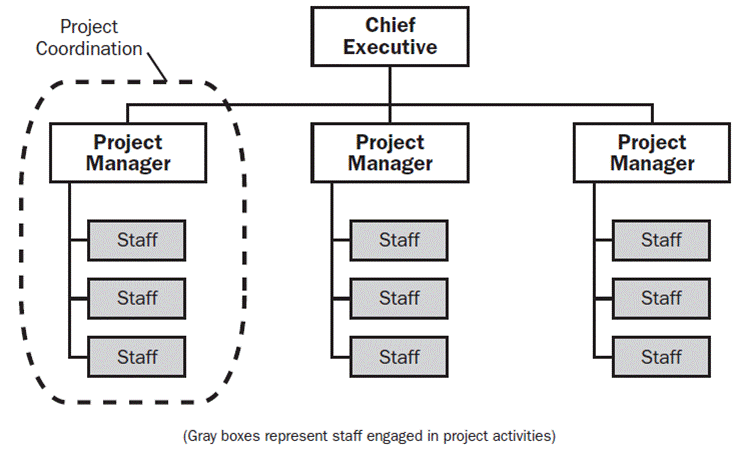 Project
Coordination
Chief
Executive
Project
Manager
Project
Manager
Project
Manager
Staff
Staff
Staff
Staff
Staff
Staff
Staff
Staff
Staff
(Gray boxes represent staff engaged in project activities)